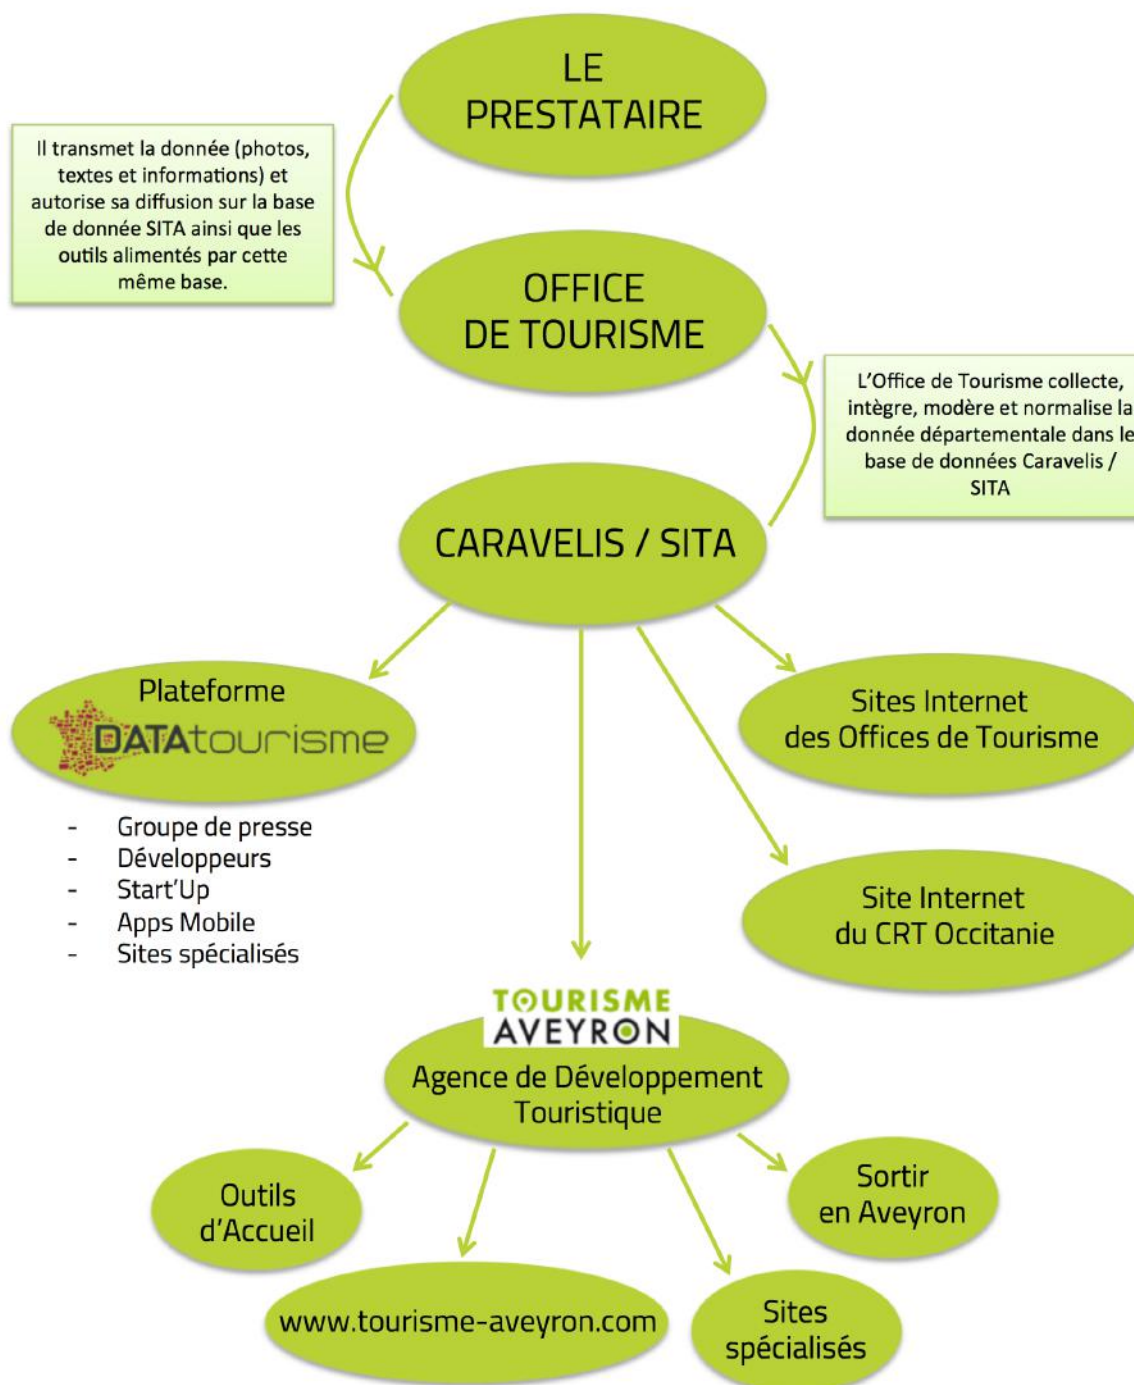 LE
PRESTATAIRE
Il transmet la donnée (photos,
textes et informations) et
autorise sa diffusion sur la base
de donnée SITA ainsi que les
outils alimentés par cette
même base.
OFFICE
DE TOURISME
L'Office de Tourisme collecte,
intègre, modère et normalise la
donnée départementale dans le
base de données Caravelis /
SITA
CARAVELIS / SITA
Plateforme
DATAtourisme
- Groupe de presse
- Développeurs
- Start'Up
- Apps Mobile
- Sites spécialisés
Sites Internet
des Offices de Tourisme
Site Internet
du CRT Occitanie
TOURISME
AVEYRON
Agence de Développement
Touristique
Outils
d'Accueil
www.tourisme-aveyron.com
Sites
spécialisés
Sortir
en Aveyron